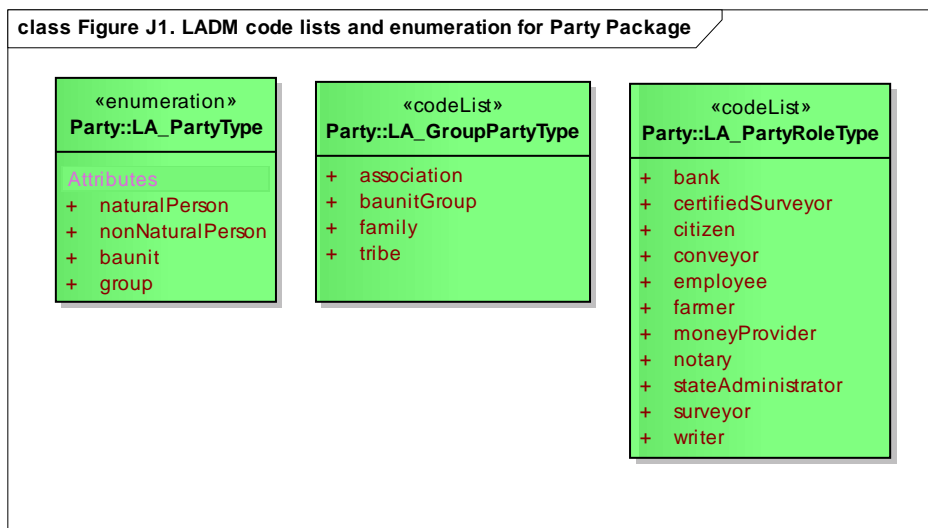 class Figure J1. LADM code lists and enumeration for Party Package
«enumeration»
Party::LA_PartyType
Attributes
+ naturalPerson
+ nonNaturalPerson
+ baunit
+ group
«codeList»
Party::LA_GroupPartyType
+ association
+ baunitGroup
+ family
+ tribe
«codeList»
Party::LA_PartyRoleType
+ bank
+ certifiedSurveyor
+ citizen
+ conveyor
+ employee
+ farmer
+ moneyProvider
+ notary
+ stateAdministrator
+ surveyor
+ writer